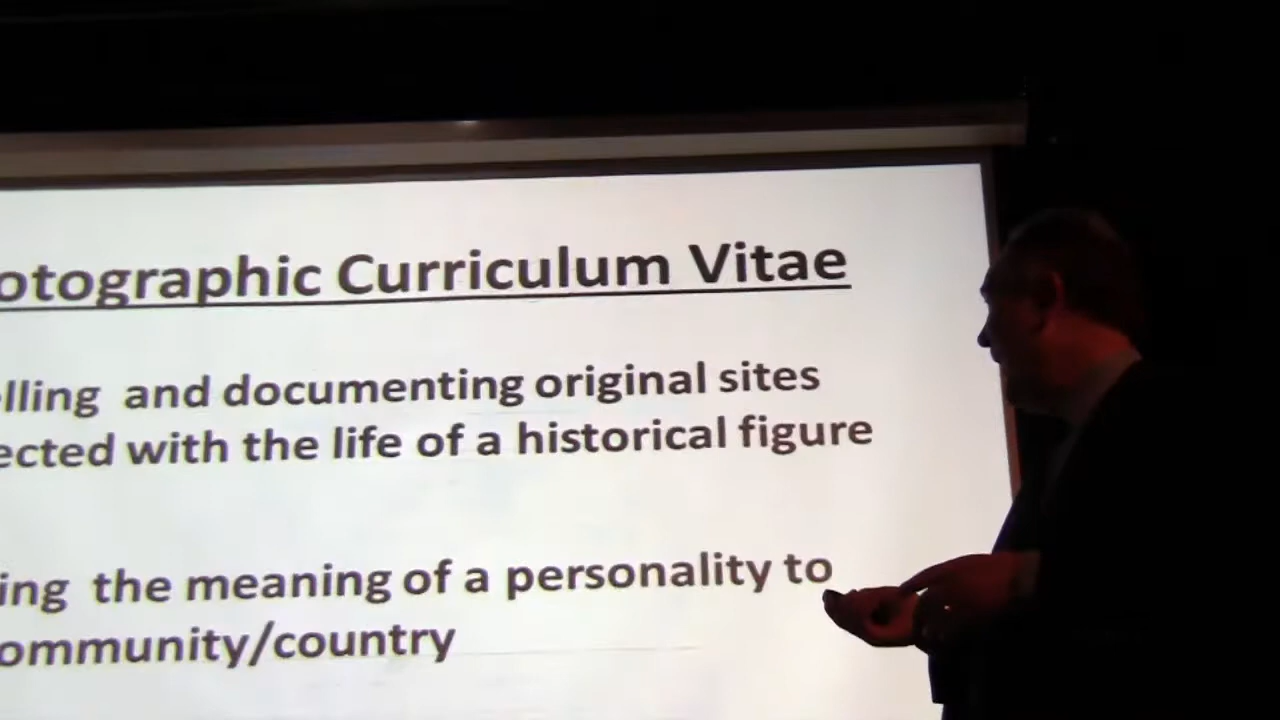 otographic Curriculum Vitae
lling and documenting original sites
ected with the life of a historical figure
ing the meaning of a personality to
ommunity/country